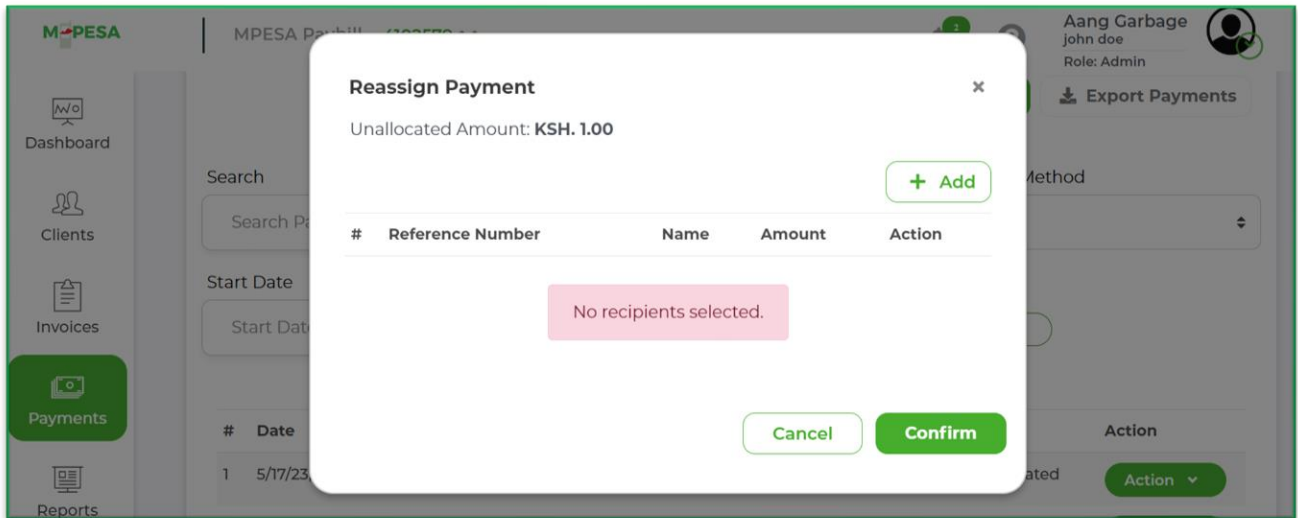 M-PESA
MPESA Paybill
1
Aang Garbage
john doe
Role: Admin
Export Payments
Dashboard
Clients
Invoices
Payments
Reports
Search
Search Pa
Method
Start Date
Start Dat
Reassign Payment
×
Unallocated Amount: KSH. 1.00
+ Add
# Reference Number Name Amount Action
No recipients selected.
Cancel Confirm
# Date Action
1 5/17/23, ated Action